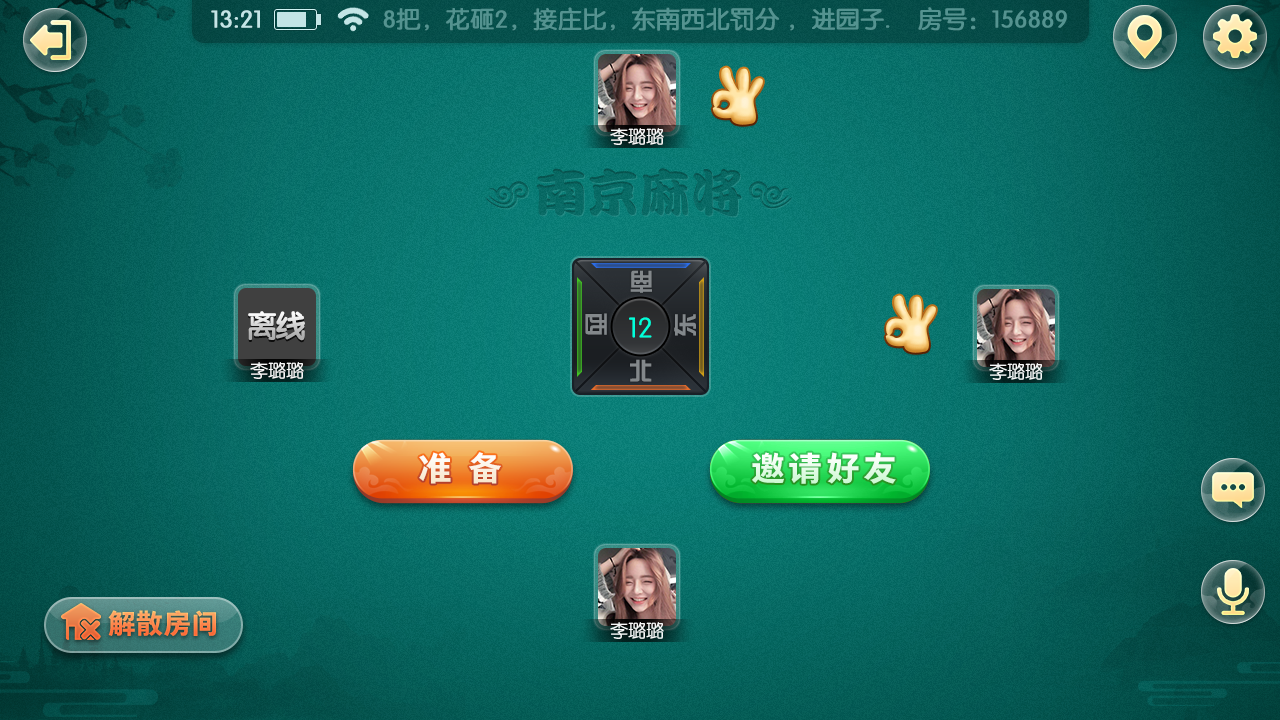 13:21 8把，花砸2，接庄比，东南西北罚分 ，进园子. 房号：156889
李璐璐
南京麻将
南
西 12 东
北
离线
李璐璐
李璐璐
准 备
邀请好友
李璐璐
解散房间